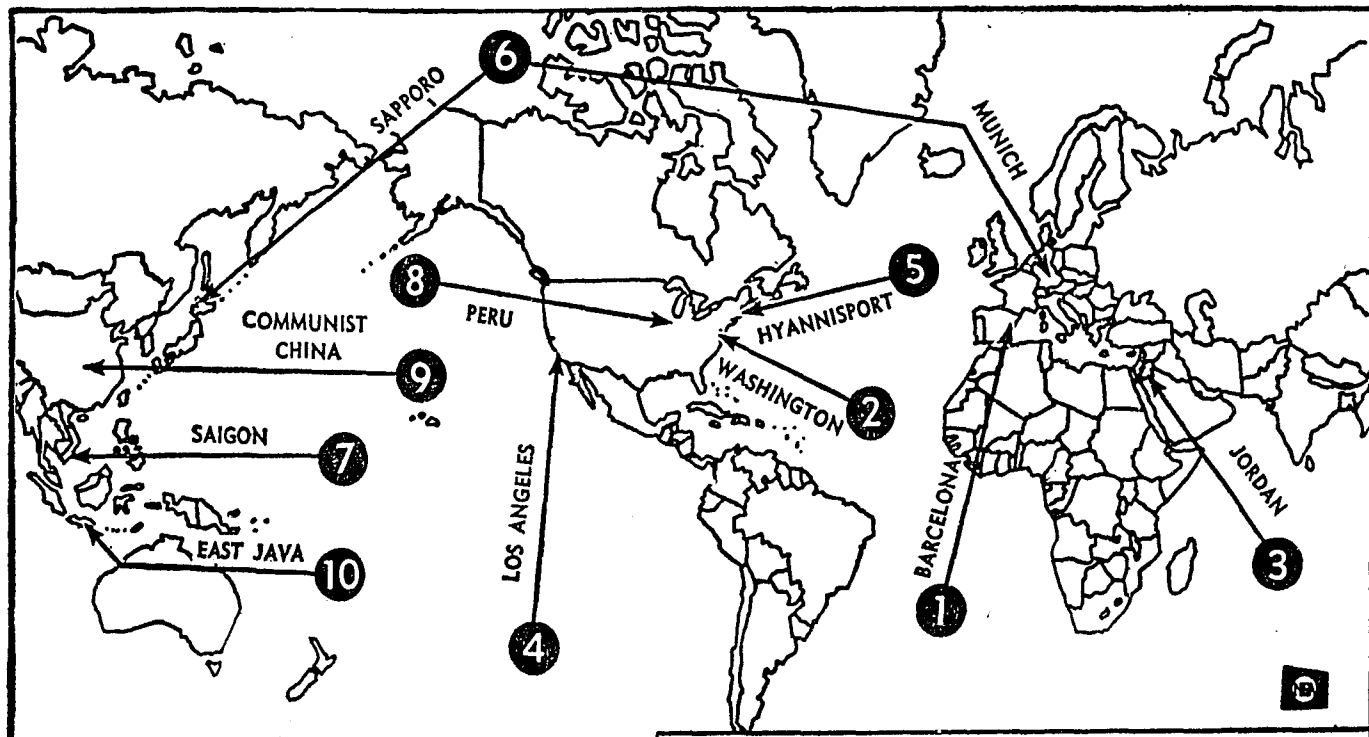 6
SAPPORO
MUNICH
8
PERU
5
HYANNISPORT
COMMUNIST
CHINA
9
WASHINGTON
2
SAIGON
7
LOS ANGELES
4
BARCELONA
1
JORDAN
3
EAST JAVA
10
NEA